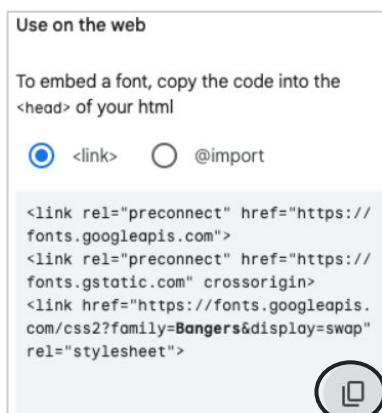 Use on the web
To embed a font, copy the code into the
<head> of your html
<link> @import
<link rel="preconnect" href="https://
fonts.googleapis.com">
<link rel="preconnect" href="https://
fonts.gstatic.com" crossorigin>
<link href="https://fonts.googleapis.
com/css2?family=Bangers&display=swap"
rel="stylesheet">